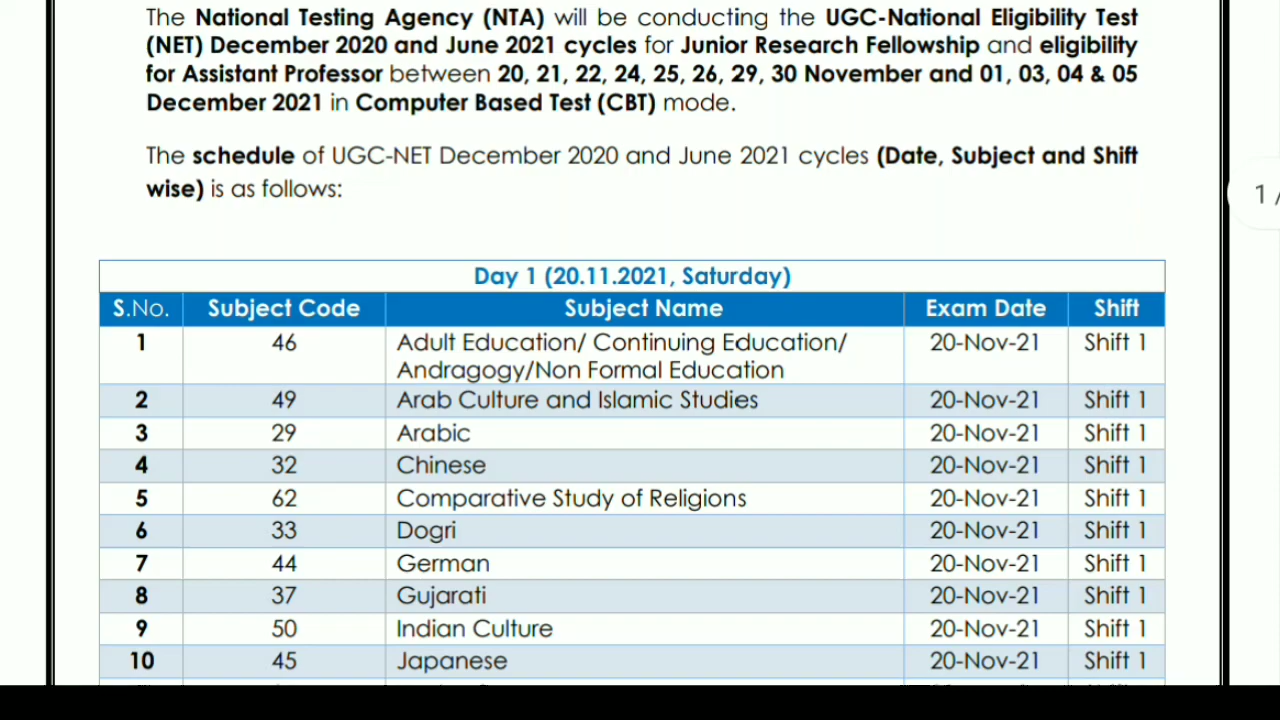 The National Testing Agency (NTA) will be conducting the UGC-National Eligibility Test
(NET) December 2020 and June 2021 cycles for Junior Research Fellowship and eligibility
for Assistant Professor between 20, 21, 22, 24, 25, 26, 29, 30 November and 01, 03, 04 & 05
December 2021 in Computer Based Test (CBT) mode.
The schedule of UGC-NET December 2020 and June 2021 cycles (Date, Subject and Shift
wise) is as follows:
1 /
Day 1 (20.11.2021, Saturday)
S.No. Subject Code Subject Name Exam Date Shift
1 46 Adult Education/ Continuing Education/ 20-Nov-21 Shift 1
Andragogy/Non Formal Education
2 49 Arab Culture and Islamic Studies 20-Nov-21 Shift 1
3 29 Arabic 20-Nov-21 Shift 1
4 32 Chinese 20-Nov-21 Shift 1
5 62 Comparative Study of Religions 20-Nov-21 Shift 1
6 33 Dogri 20-Nov-21 Shift 1
7 44 German 20-Nov-21 Shift 1
8 37 Gujarati 20-Nov-21 Shift 1
9 50 Indian Culture 20-Nov-21 Shift 1
10 45 Japanese 20-Nov-21 Shift 1